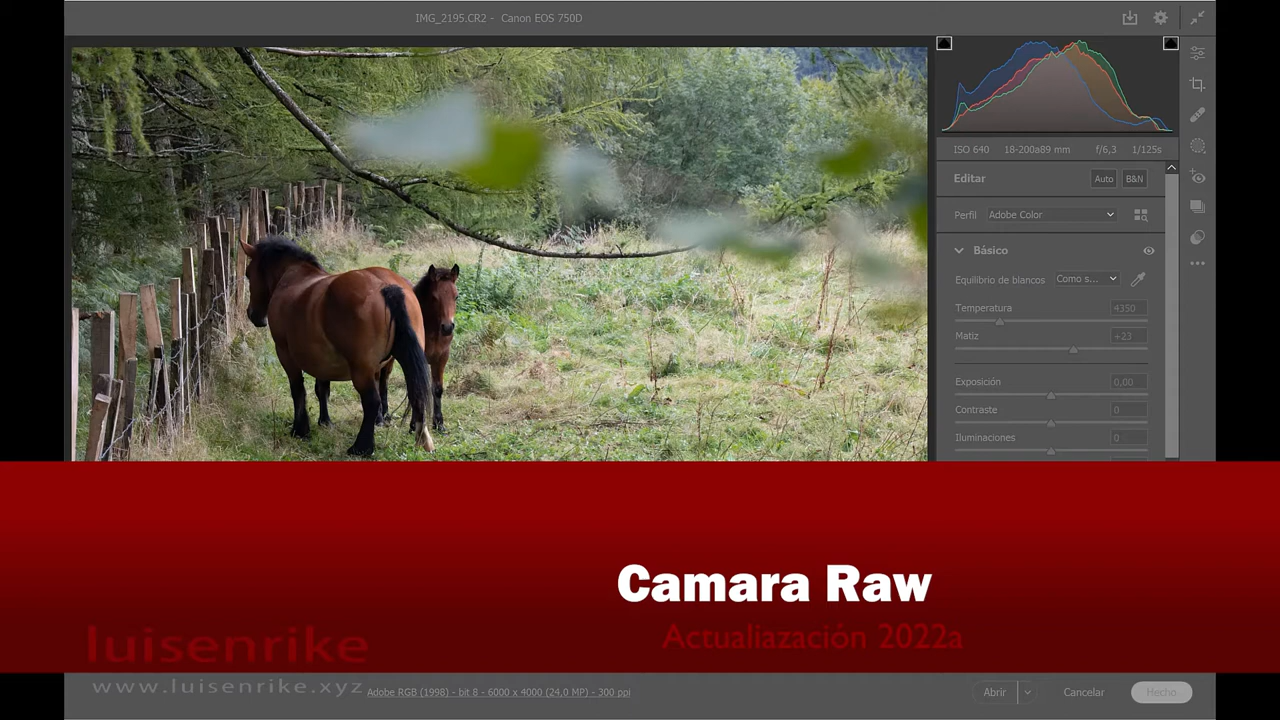 IMG_2195.CR2 - Canon EOS 750D
ISO 640 18-200a89 mm f/6,3 1/125s
Editar Auto B&N
Perfil Adobe Color
Básico
Equilibrio de blancos Como s...
Temperatura 4350
Matiz +23
Exposición 0,00
Contraste 0
Iluminaciones 0
Camara Raw
Actualiazación 2022a
luisenrike
www.luisenrike.xyz
Adobe RGB (1998) - bit 8 - 6000 x 4000 (24,0 MP) - 300 ppi
Abrir Cancelar Hecho